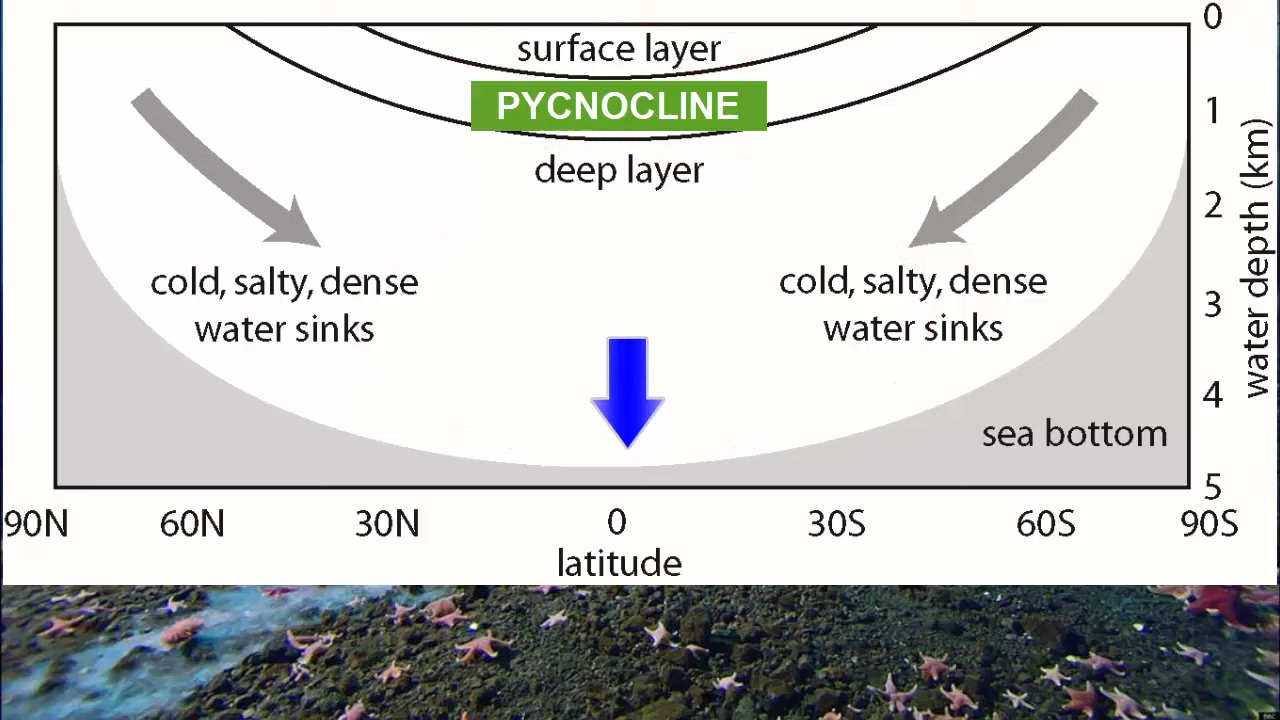 0
surface layer
PYCNOCLINE
1
deep layer
2
cold, salty, dense
water sinks
cold, salty, dense
water sinks
3
4
sea bottom
5
water depth (km)
90N 60N 30N 0 30S 60S 90S
latitude